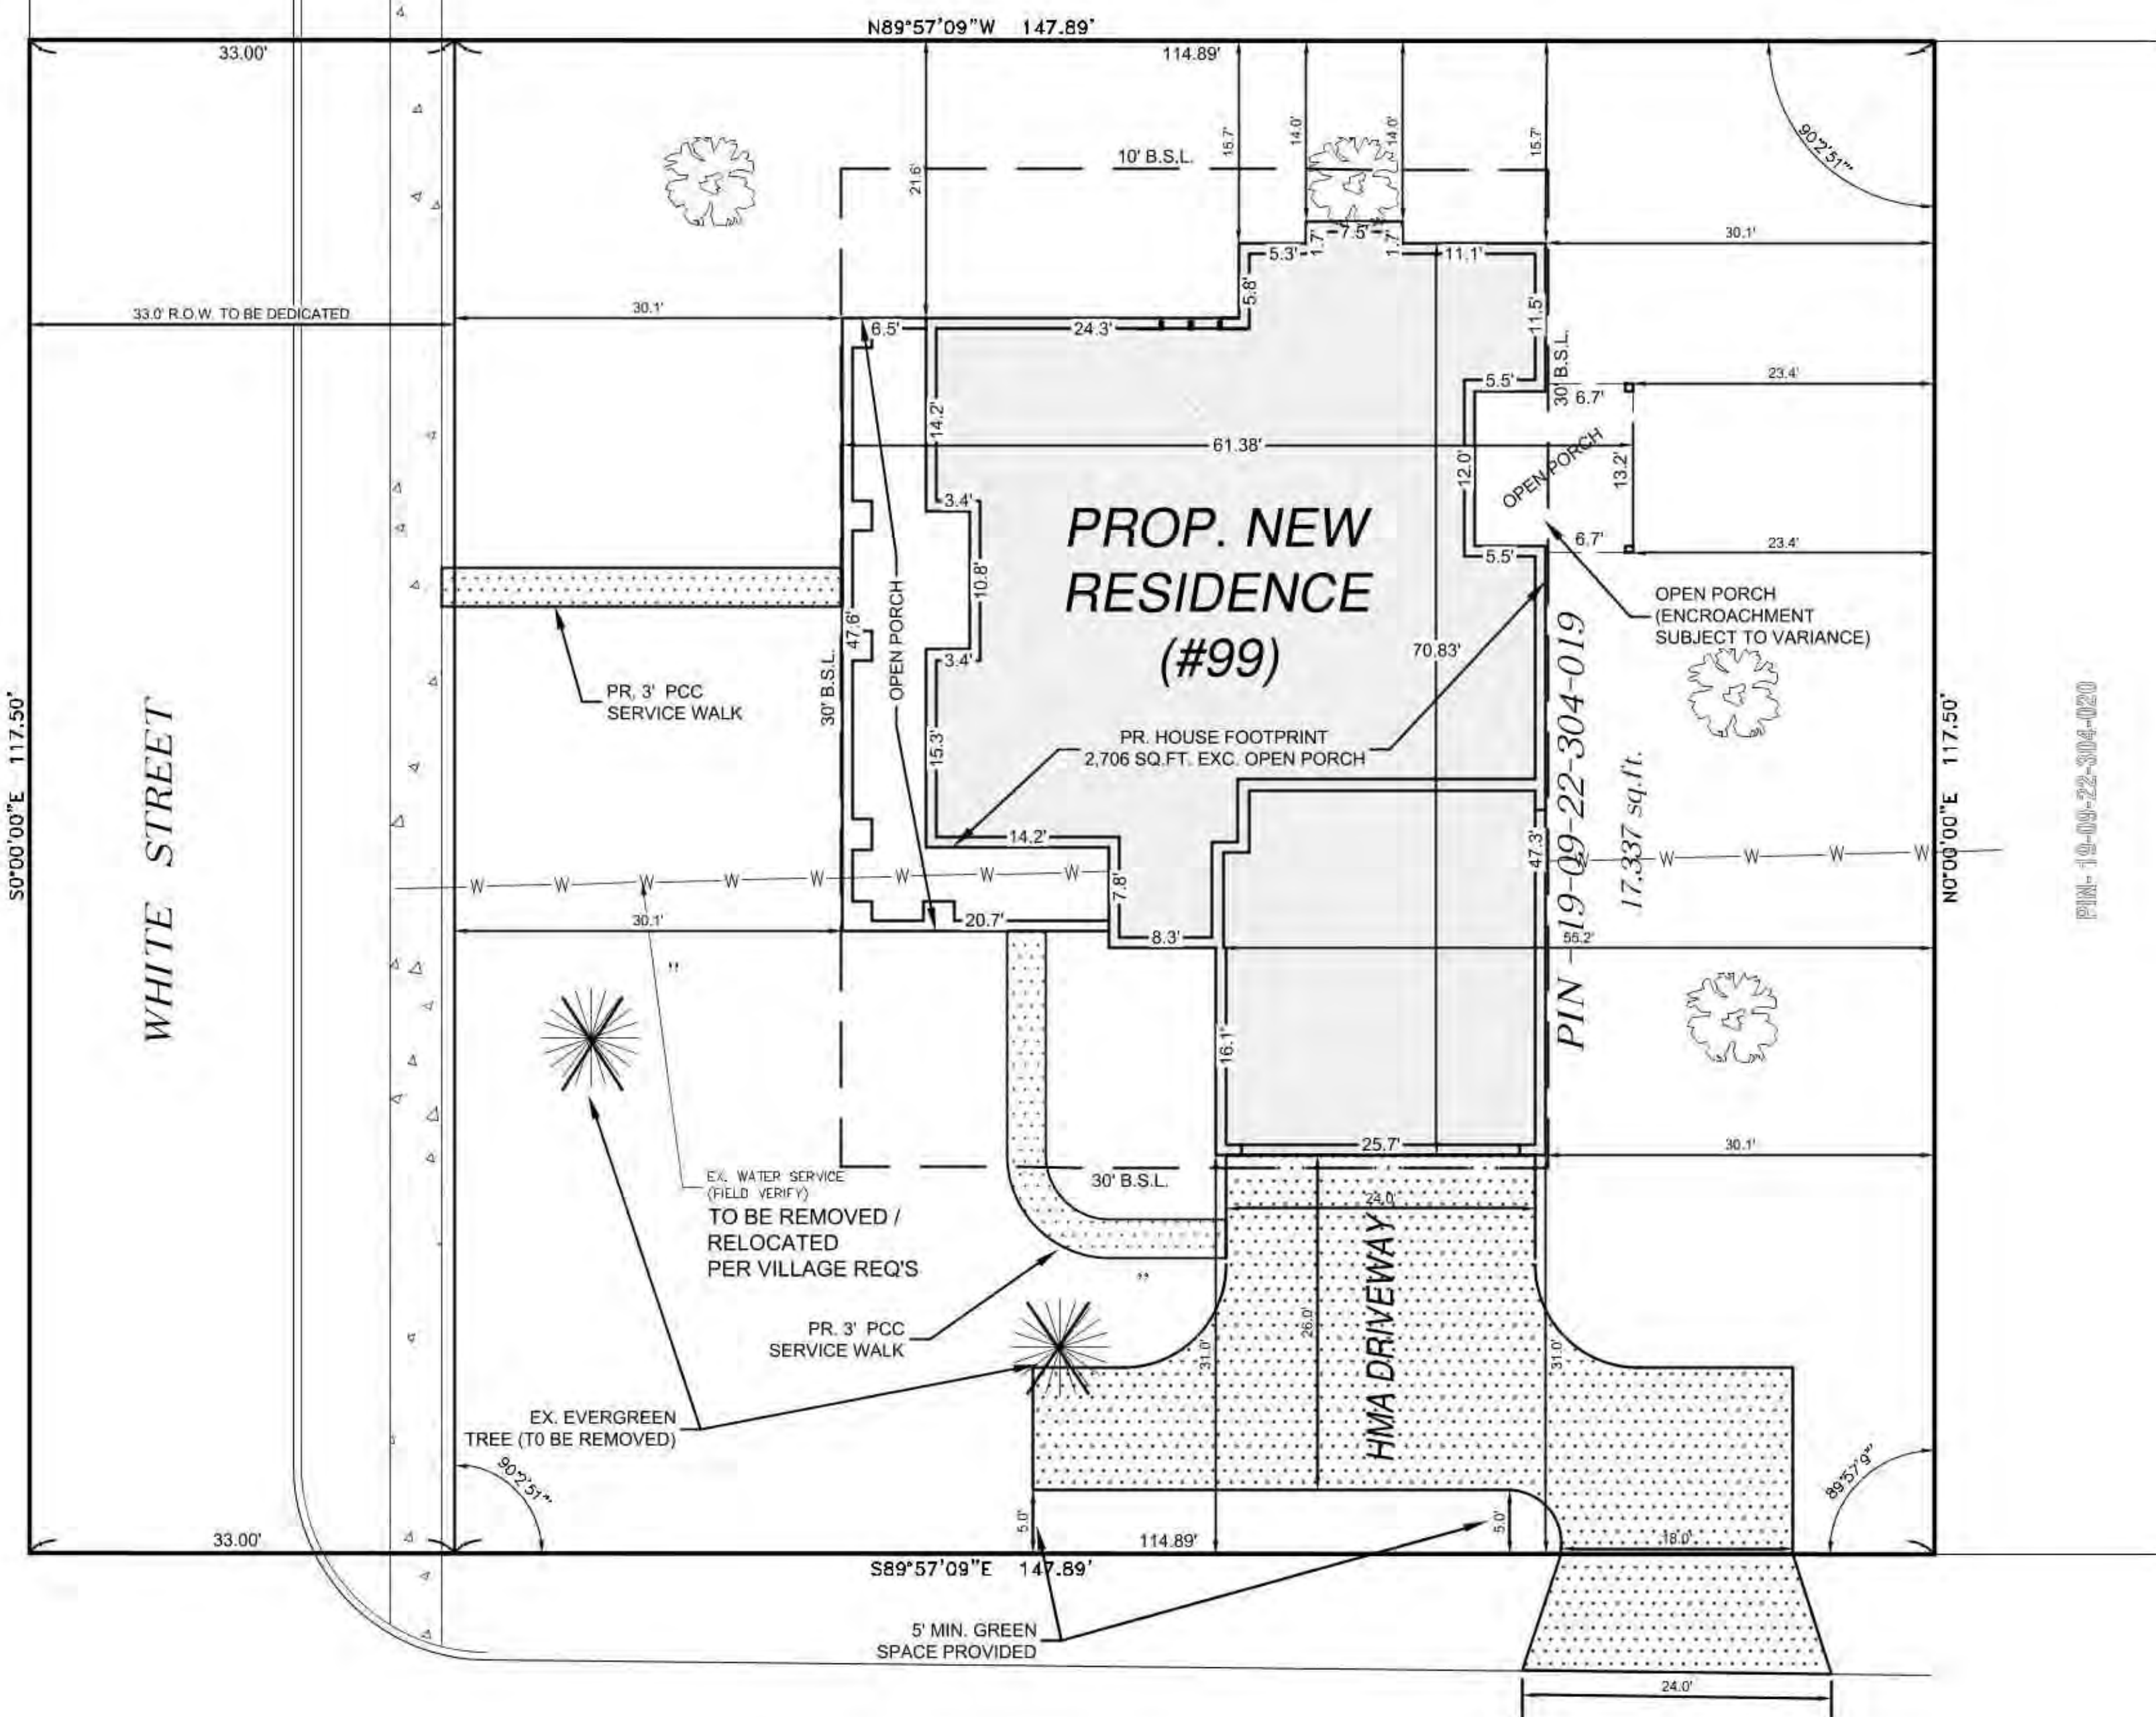 N89°57'09"W 147.89'
33.00'
114.89'
90°2'51"
15.7'
14.0'
14.0'
15.7'
21.6'
10' B.S.L.
1.7'
7.5'
1.7'
5.3'
11.1'
30.1'
5.8'
11.5'
33.0' R.O.W. TO BE DEDICATED
30.1'
6.5'
24.3'
30' B.S.L.
5.5'
6.7'
23.4'
14.2'
61.38'
12.0'
OPEN PORCH
13.2'
3.4'
PROP. NEW
RESIDENCE
(#99)
5.5'
6.7'
23.4'
10.8'
OPEN PORCH
(ENCROACHMENT
SUBJECT TO VARIANCE)
47.6'
OPEN PORCH
3.4'
70.83'
30' B.S.L.
PR. 3' PCC
SERVICE WALK
15.3'
PR. HOUSE FOOTPRINT
2,706 SQ.FT. EXC. OPEN PORCH
PIN -19-09-22-304-019
17,337 sq.ft.
S0°00'00"E 117.50'
WHITE STREET
N0°00'00"E 117.50'
PIN- 19-09-22-304-020
14.2'
47.3'
W W W W W W W W
W W W W
7.8'
30.1'
20.7'
8.3'
55.2'
16.1'
25.7'
30.1'
EX. WATER SERVICE
(FIELD VERIFY)
TO BE REMOVED /
RELOCATED
PER VILLAGE REQ'S
30' B.S.L.
24.0'
HMA DRIVEWAY
26.0'
31.0'
31.0'
PR. 3' PCC
SERVICE WALK
EX. EVERGREEN
TREE (TO BE REMOVED)
90°2'51"
89°57'9"
5.0'
5.0'
33.00'
114.89'
18.0'
S89°57'09"E 147.89'
5' MIN. GREEN
SPACE PROVIDED
24.0'